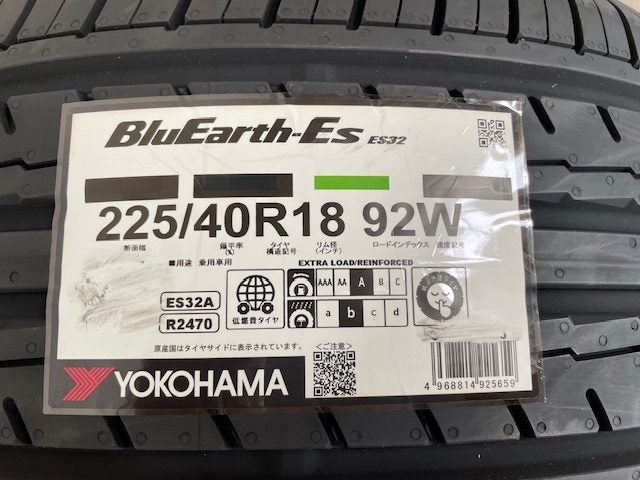 BluEarth-Es ES32
225/40R18 92W
断面幅 扁平率(%) タイヤ構造記号 リム径(インチ) ロードインデックス 速度記号
■用途 乗用車用
EXTRA LOAD/REINFORCED
AAA AA A B C
a b c d
低燃費タイヤ
ES32A
R2470
原産国はタイヤサイドに表示されています。
<ご注意>
YOKOHAMA
4 968814 925659